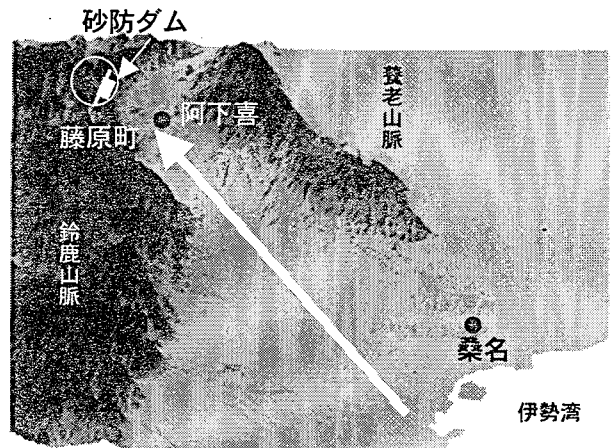 砂防ダム
阿下喜
養老山脈
藤原町
鈴鹿山脈
桑名
伊勢湾